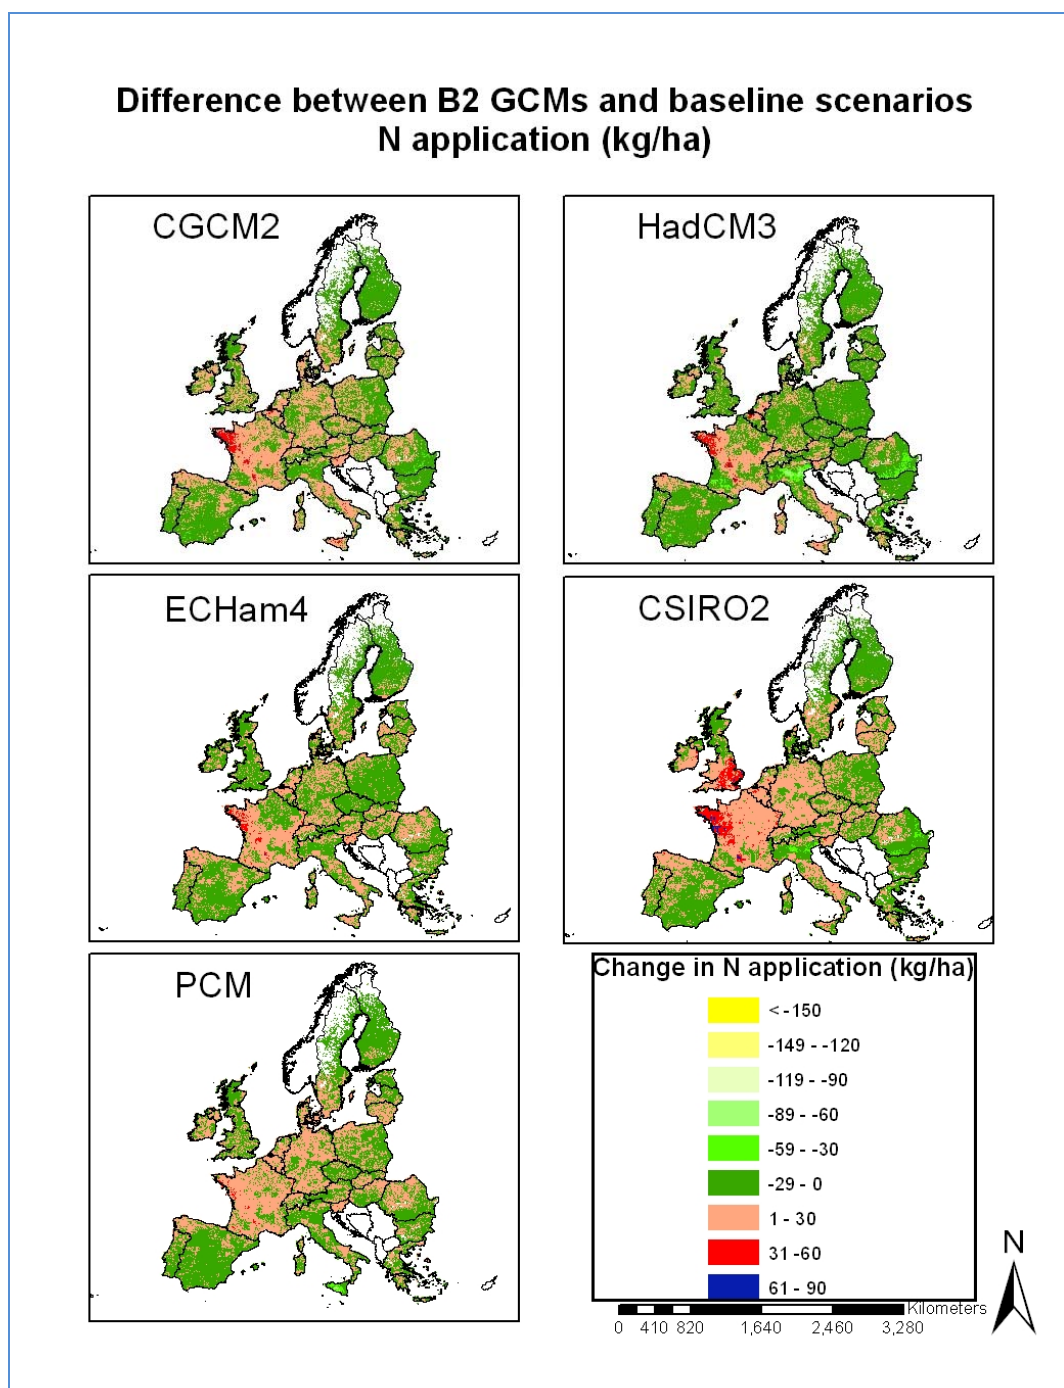 Difference between B2 GCMs and baseline scenarios
N application (kg/ha)
CGCM2
HadCM3
ECHam4
CSIRO2
PCM
Change in N application (kg/ha)
< -150
-149 - -120
-119 - -90
-89 - -60
-59 - -30
-29 - 0
1 - 30
31 -60
61 - 90
N
Kilometers
0 410 820 1,640 2,460 3,280